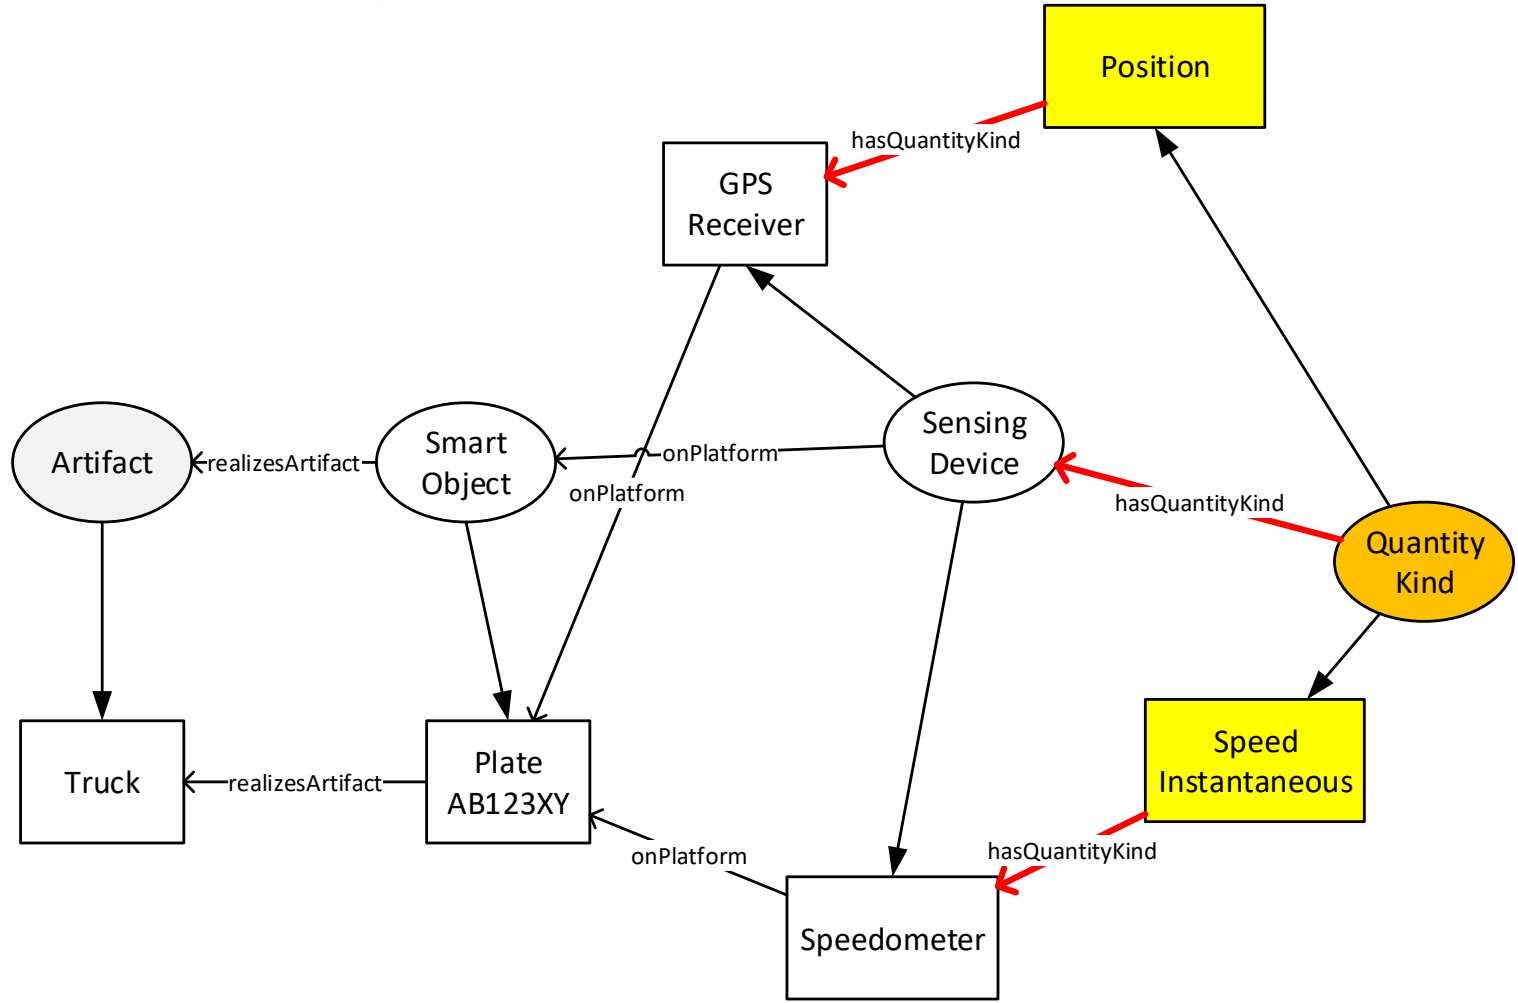 Position
hasQuantityKind
GPS
Receiver
Sensing
Device
Smart
Object
Artifact
realizesArtifact
onPlatform
onPlatform
hasQuantityKind
Quantity
Kind
Speed
Instantaneous
Plate
AB123XY
Truck
realizesArtifact
onPlatform
hasQuantityKind
Speedometer